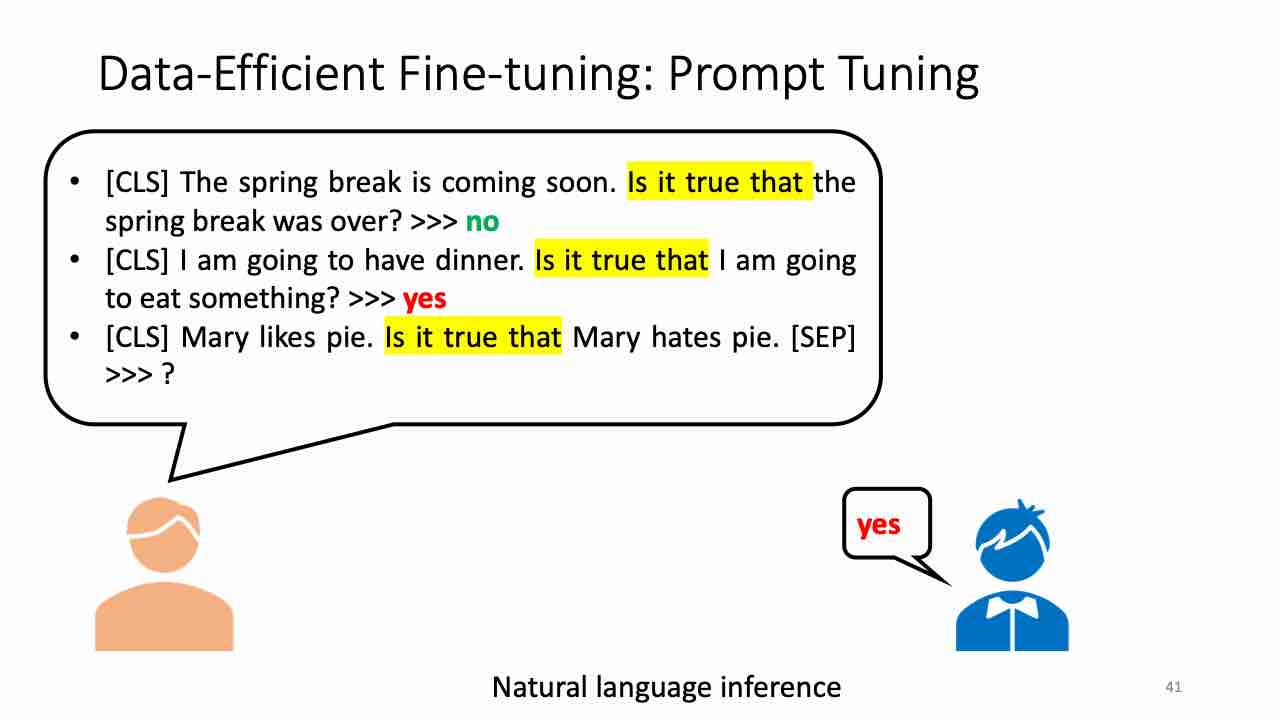 Data-Efficient Fine-tuning: Prompt Tuning
• [CLS] The spring break is coming soon. Is it true that the
spring break was over? >>> no
• [CLS] I am going to have dinner. Is it true that I am going
to eat something? >>> yes
• [CLS] Mary likes pie. Is it true that Mary hates pie. [SEP]
>>> ?
yes
Natural language inference
41